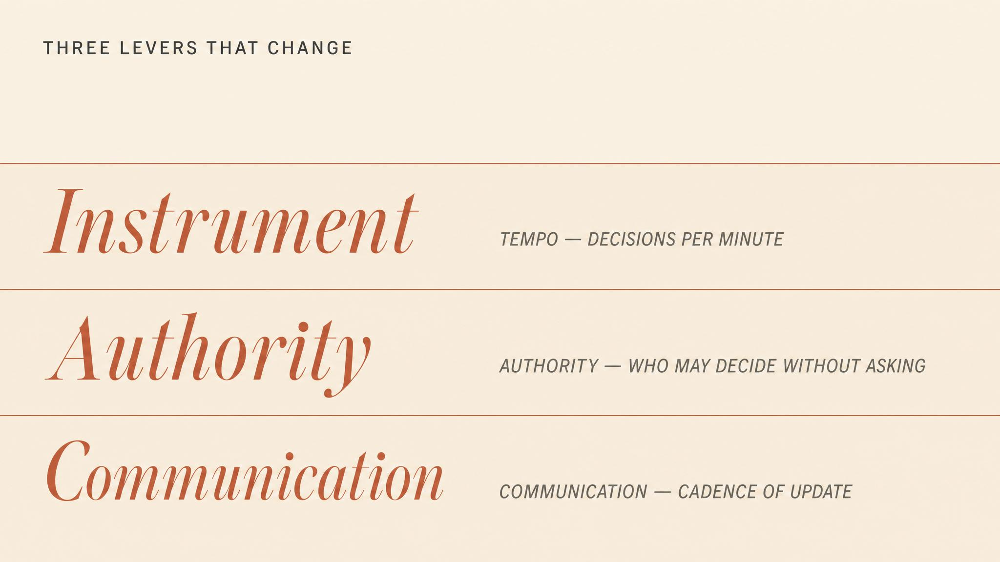 THREE LEVERS THAT CHANGE
Instrument
TEMPO — DECISIONS PER MINUTE
Authority
AUTHORITY — WHO MAY DECIDE WITHOUT ASKING
Communication
COMMUNICATION — CADENCE OF UPDATE